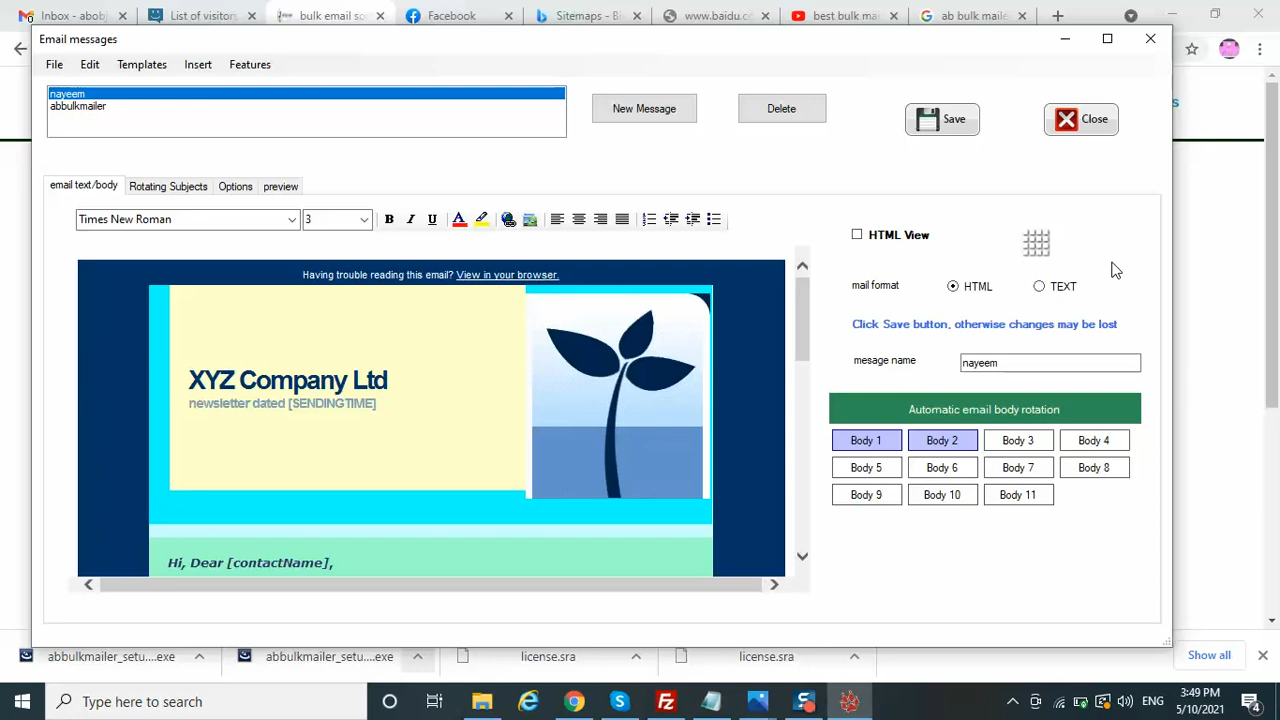 Inbox - abobj
List of visitors
bulk email so
Facebook
Sitemaps - Bi
www.baidu.c
best bulk ma
ab bulk maile
Email messages
File Edit Templates Insert Features
nayeem
abbulkmailer
New Message
Delete
Save
Close
email text/body
Rotating Subjects
Options
preview
Times New Roman
3
B I U A
HTML View
Having trouble reading this email? View in your browser.
mail format
HTML
TEXT
Click Save button, otherwise changes may be lost
mesage name
nayeem
XYZ Company Ltd
newsletter dated [SENDINGTIME]
Automatic email body rotation
Body 1 Body 2 Body 3 Body 4
Body 5 Body 6 Body 7 Body 8
Body 9 Body 10 Body 11
Hi, Dear [contactName],
abbulkmailer_setu....exe
abbulkmailer_setu....exe
license.sra
license.sra
Show all
Type here to search
ENG
3:49 PM
5/10/2021
4